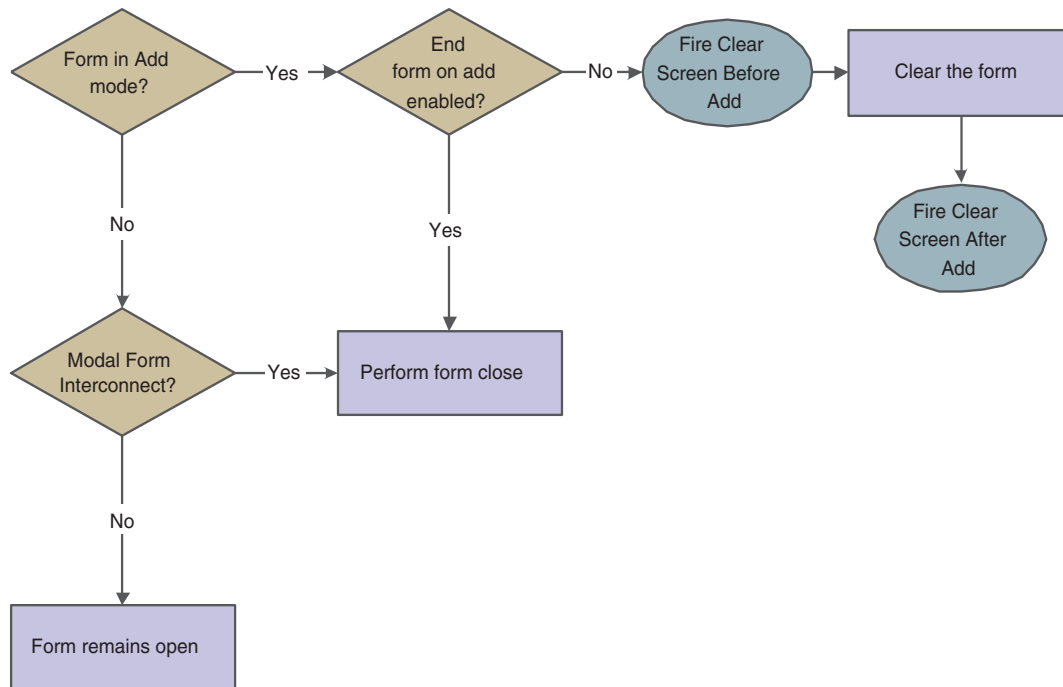 Form in Add
mode?
Yes
End
form on add
enabled?
No
Fire Clear
Screen Before
Add
Clear the form
No
Yes
Fire Clear
Screen After
Add
Modal Form
Interconnect?
Yes
Perform form close
No
Form remains open